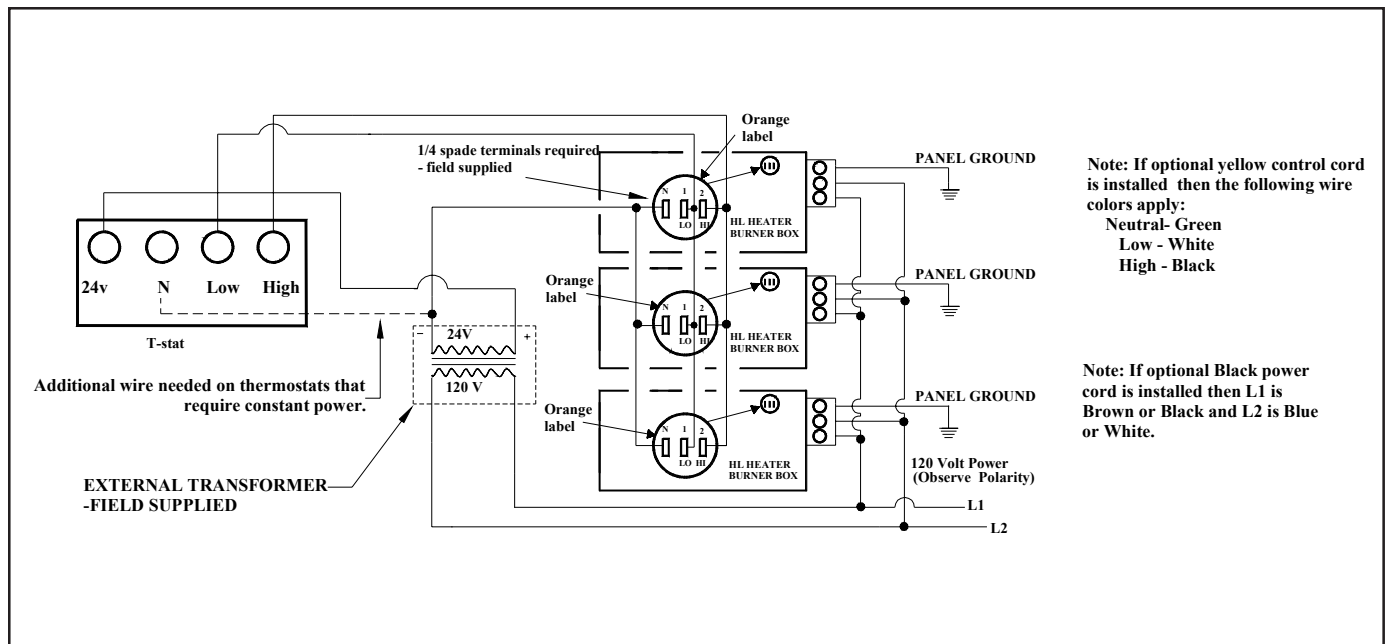 Orange
label
1/4 spade terminals required
- field supplied
N 1 2
LO HI
HL HEATER
BURNER BOX
PANEL GROUND
24v N Low High
T-stat
Additional wire needed on thermostats that
require constant power.
– 24V +
120 V
EXTERNAL TRANSFORMER
-FIELD SUPPLIED
Orange
label
N 1 2
LO HI
HL HEATER
BURNER BOX
PANEL GROUND
Orange
label
N 1 2
LO HI
HL HEATER
BURNER BOX
PANEL GROUND
120 Volt Power
(Observe Polarity)
L1
L2
Note: If optional yellow control cord
is installed then the following wire
colors apply:
Neutral- Green
Low - White
High - Black
Note: If optional Black power
cord is installed then L1 is
Brown or Black and L2 is Blue
or White.